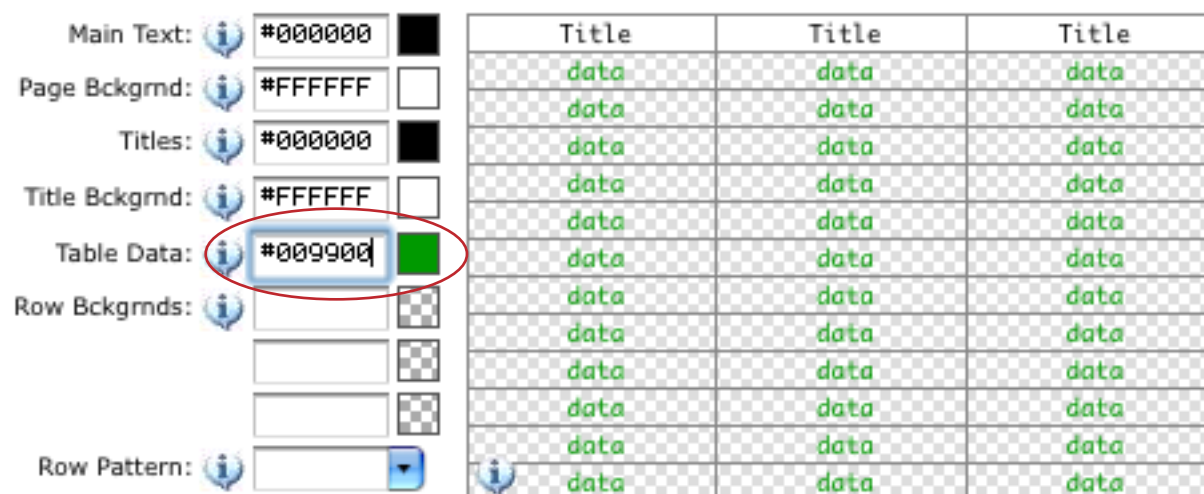 Main Text: #000000
Page Bckgrnd: #FFFFFF
Titles: #000000
Title Bckgrnd: #FFFFFF
Table Data: #009900
Row Bckgrnds:
Row Pattern:
Title Title Title
data data data
data data data
data data data
data data data
data data data
data data data
data data data
data data data
data data data
data data data
data data data
data data data